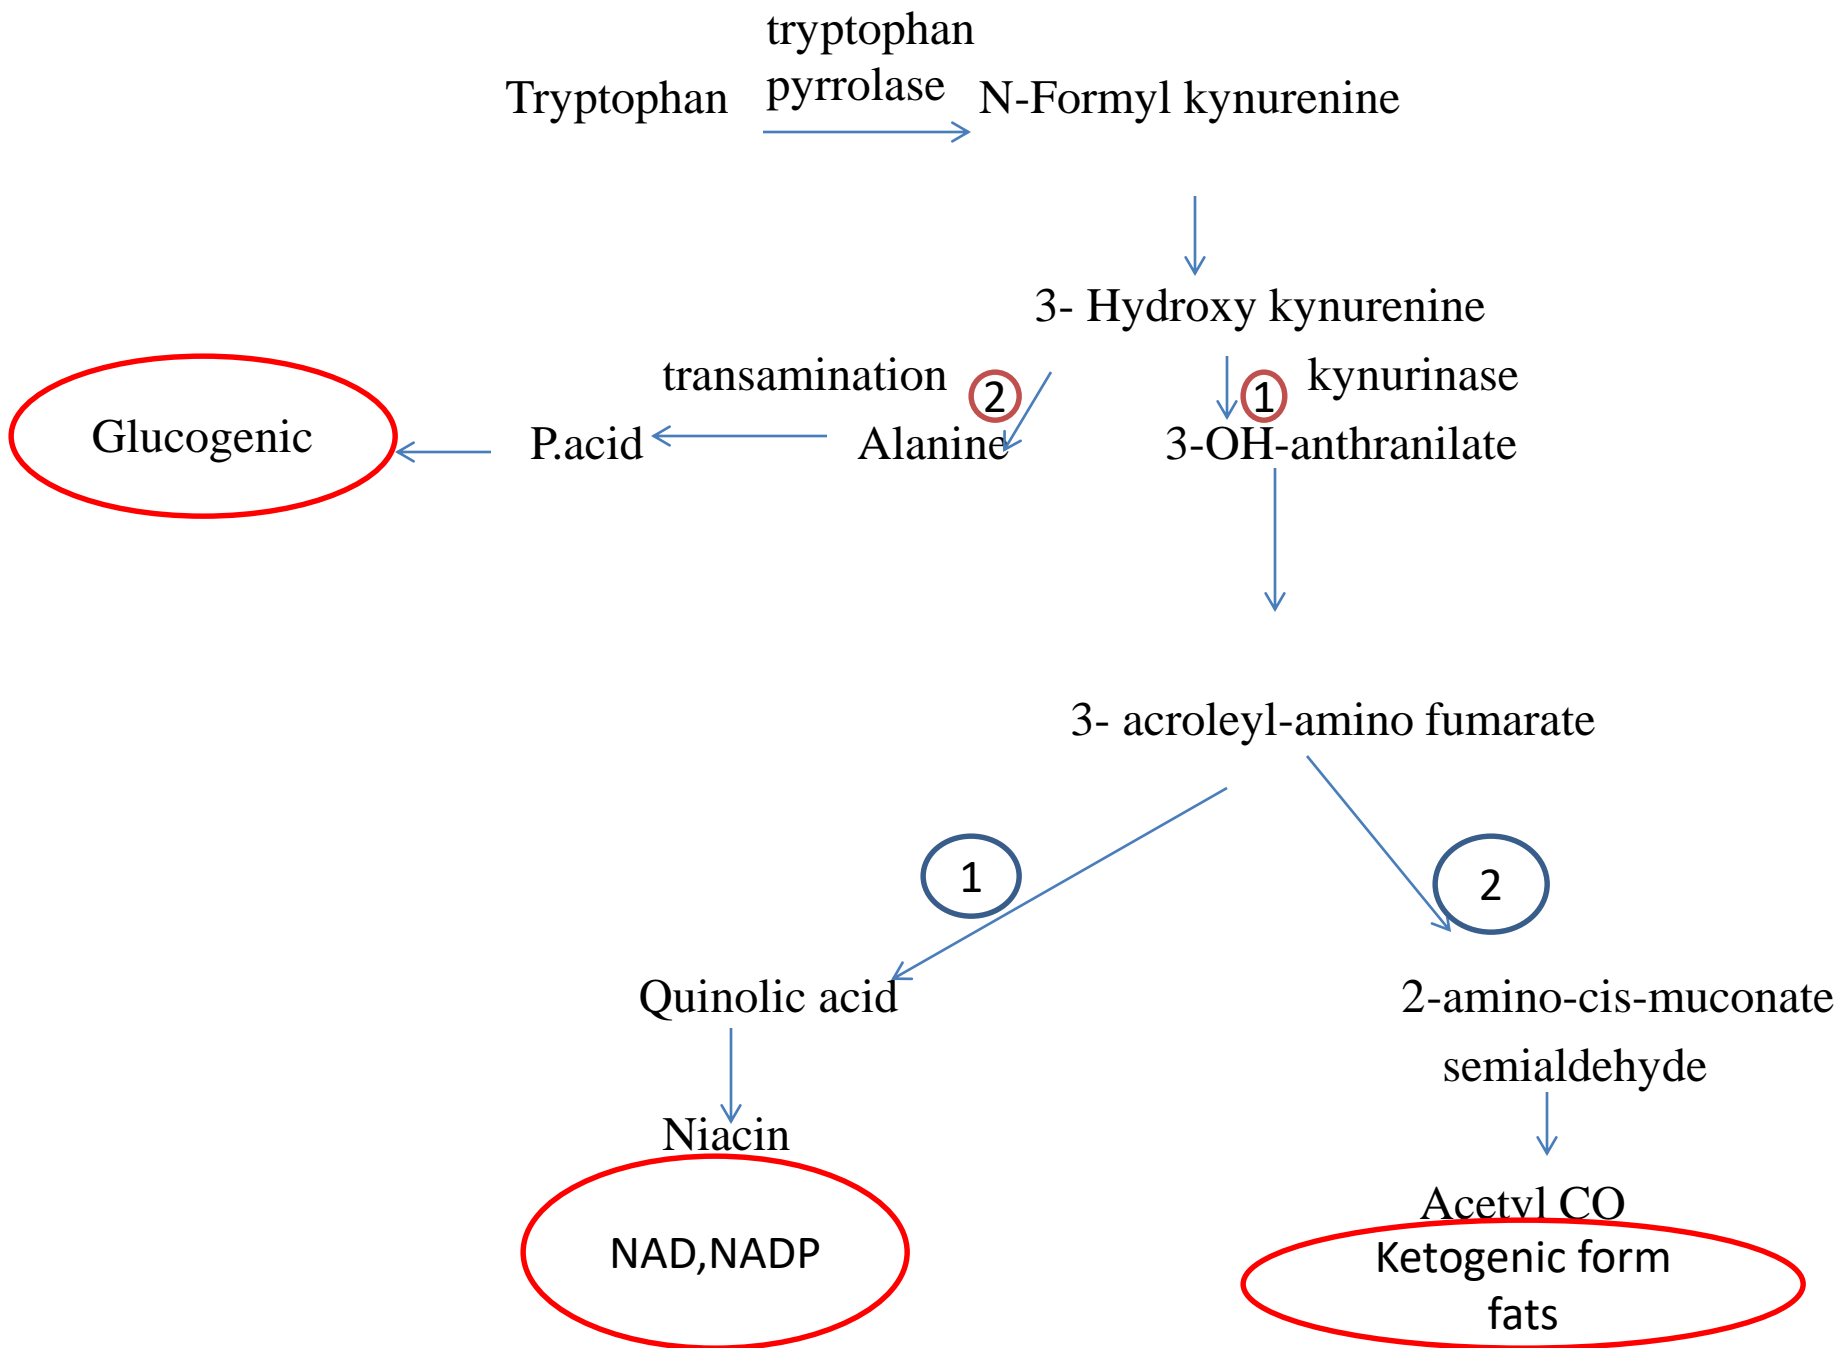 tryptophan
pyrrolase
Tryptophan
N-Formyl kynurenine
3- Hydroxy kynurenine
transamination
2
1
kynurinase
Glucogenic
P.acid
Alanine
3-OH-anthranilate
3- acroleyl-amino fumarate
1
2
Quinolic acid
2-amino-cis-muconate
semialdehyde
Niacin
Acetyl CO
NAD,NADP
Ketogenic form
fats